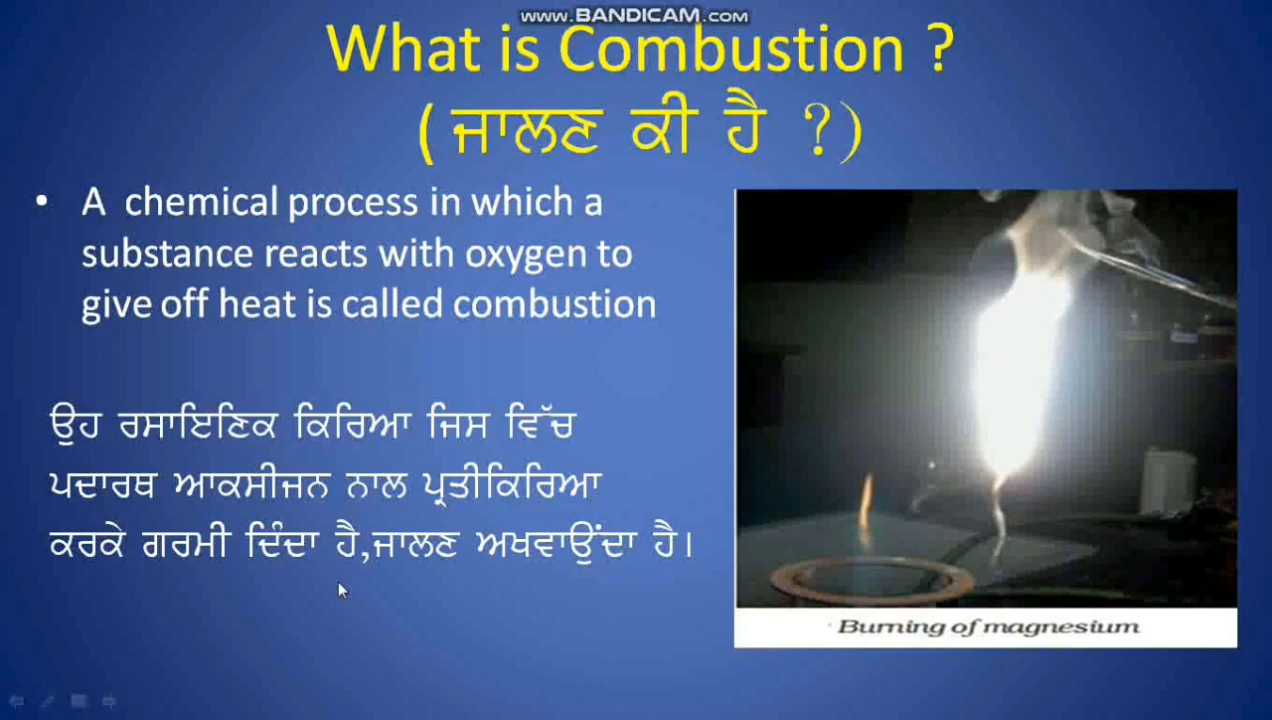 www.BANDICAM.com
What is Combustion ?
( ਜਾਲਣ ਕੀ ਹੈ ?)
• A chemical process in which a
substance reacts with oxygen to
give off heat is called combustion
ਉਹ ਰਸਾਇਣਿਕ ਕਿਰਿਆ ਜਿਸ ਵਿੱਚ
ਪਦਾਰਥ ਆਕਸੀਜਨ ਨਾਲ ਪ੍ਰਤੀਕਿਰਿਆ
ਕਰਕੇ ਗਰਮੀ ਦਿੰਦਾ ਹੈ,ਜਾਲਣ ਅਖਵਾਉਂਦਾ ਹੈ।
Burning of magnesium